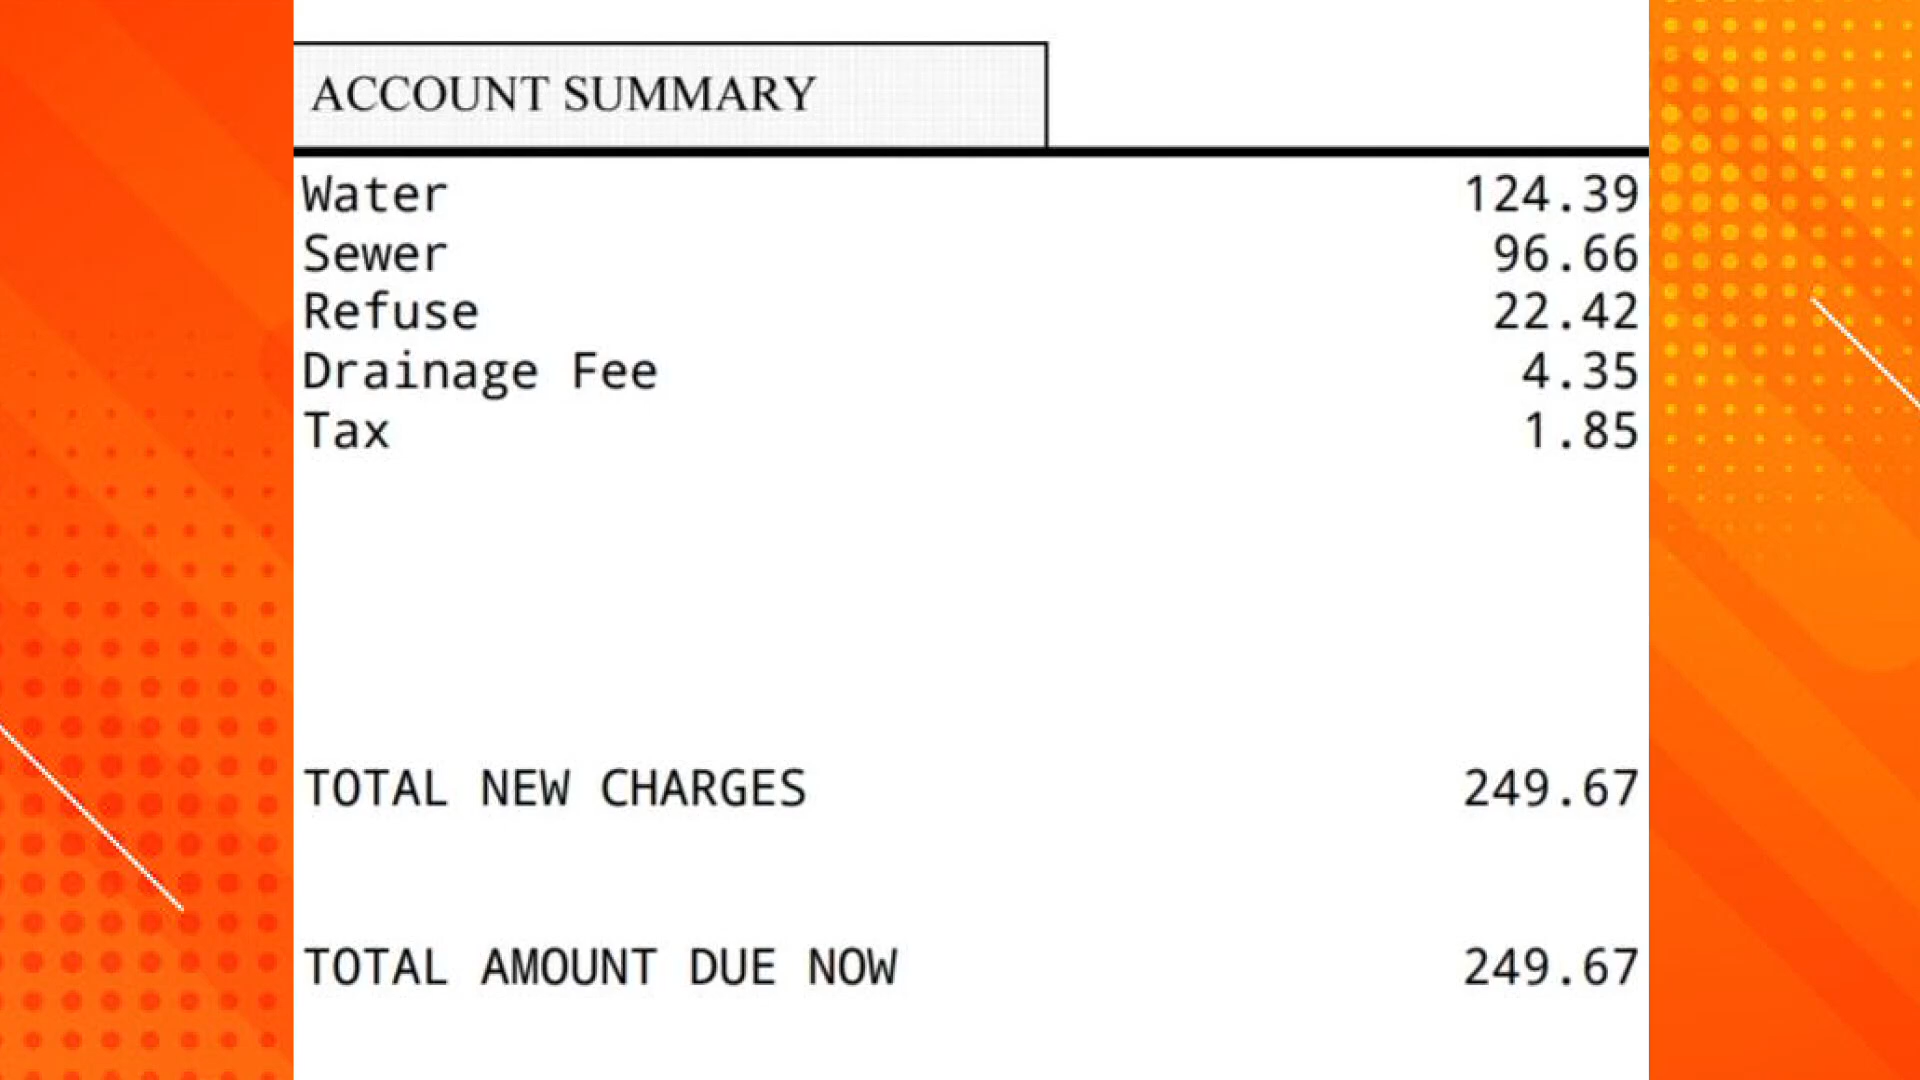 ACCOUNT SUMMARY
Water 124.39
Sewer 96.66
Refuse 22.42
Drainage Fee 4.35
Tax 1.85
TOTAL NEW CHARGES 249.67
TOTAL AMOUNT DUE NOW 249.67